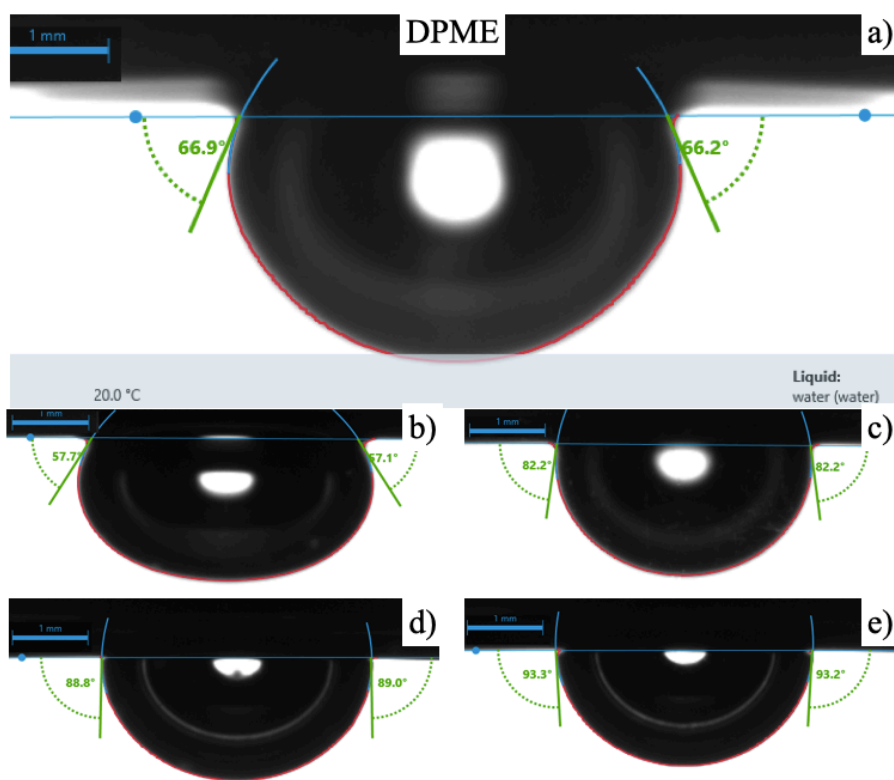 1 mm
DPME
a)
66.9°
66.2°
20.0 °C
Liquid:
water (water)
1 mm
b)
57.7°
57.1°
1 mm
c)
82.2°
82.2°
1 mm
d)
88.8°
89.0°
1 mm
e)
93.3°
93.2°